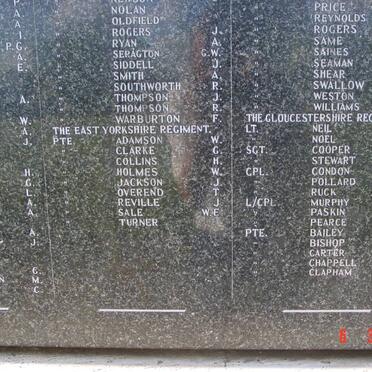 NOLAN
OLDFIELD
ROGERS
RYAN
SERAGTON
SIDDELL
SMITH
SOUTHWORTH
THOMPSON
THOMPSON
WARBURTON
THE EAST YORKSHIRE REGIMENT.
PTE. ADAMSON W.
" CLARKE G.
" COLLINS H.
" HOLMES W.
" JACKSON J.
" OVEREND T.
" REVILLE J.
" SALE W.E.
" TURNER
PRICE
REYNOLDS
ROGERS
SAME
SAINES
SEAMAN
SHEAR
SWALLOW
WESTON
WILLIAMS
THE GLOUCESTERSHIRE REG
LT. NEIL
" NOEL
SGT. COOPER
" STEWART
CPL. CONDON
" POLLARD
" RUCK
L/CPL. MURPHY
" PASKIN
" PEARCE
PTE. BAILEY
" BISHOP
" CARTER
" CHAPPELL
" CLAPHAM